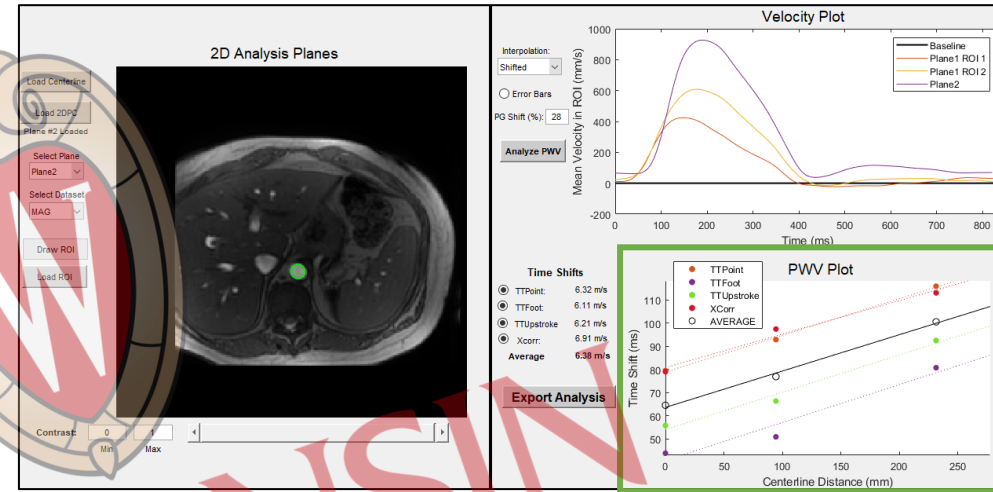 2D Analysis Planes
Load Centerline
Load 2DPC
Plane #2 Loaded
Select Plane
Plane2
Select Dataset
MAG
Draw ROI
Load ROI
Contrast:
0
1
Min
Max
Interpolation:
Shifted
Error Bars
PG Shift (%):
28
Analyze PWV
Velocity Plot
Mean Velocity in ROI (mm/s)
1000
800
600
400
200
0
-200
0
100
200
300
400
500
600
700
800
Time (ms)
Baseline
Plane1 ROI 1
Plane1 ROI 2
Plane2
Time Shifts
TTPoint: 6.32 m/s
TTFoot: 6.11 m/s
TTUpstroke 6.21 m/s
Xcorr: 6.91 m/s
Average 6.38 m/s
Export Analysis
PWV Plot
TTPoint
TTFoot
TTUpstroke
XCorr
AVERAGE
Time Shift (ms)
110
100
90
80
70
60
50
0
50
100
150
200
250
Centerline Distance (mm)
W
NSIN